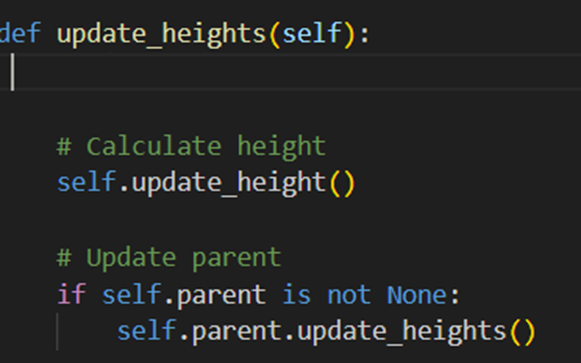 def update_heights(self):
# Calculate height
self.update_height()
# Update parent
if self.parent is not None:
self.parent.update_heights()